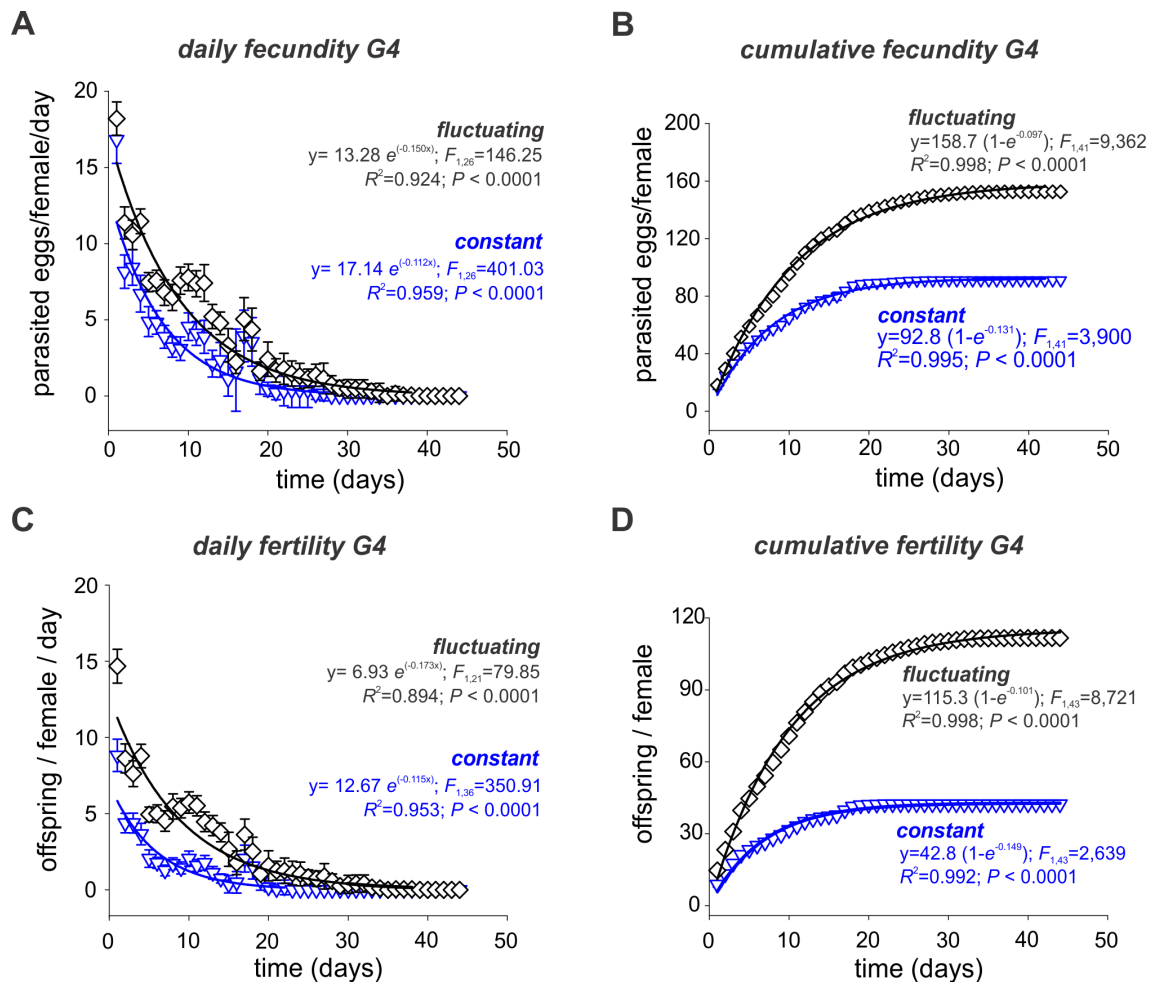 A
daily fecundity G4
20
15
10
5
0
parasited eggs/female/day
fluctuating
y= 13.28 e(-0.150x); F1,26=146.25
R2=0.924; P < 0.0001
constant
y= 17.14 e(-0.112x); F1,26=401.03
R2=0.959; P < 0.0001
0 10 20 30 40 50
time (days)
B
cumulative fecundity G4
200
160
120
80
40
0
parasited eggs/female
fluctuating
y=158.7 (1-e-0.097); F1,41=9,362
R2=0.998; P < 0.0001
constant
y=92.8 (1-e-0.131); F1,41=3,900
R2=0.995; P < 0.0001
0 10 20 30 40 50
time (days)
C
daily fertility G4
20
15
10
5
0
offspring / female / day
fluctuating
y= 6.93 e(-0.173x); F1,21=79.85
R2=0.894; P < 0.0001
constant
y= 12.67 e(-0.115x); F1,36=350.91
R2=0.953; P < 0.0001
0 10 20 30 40 50
time (days)
D
cumulative fertility G4
120
90
60
30
0
offspring / female
fluctuating
y=115.3 (1-e-0.101); F1,43=8,721
R2=0.998; P < 0.0001
constant
y=42.8 (1-e-0.149); F1,43=2,639
R2=0.992; P < 0.0001
0 10 20 30 40 50
time (days)